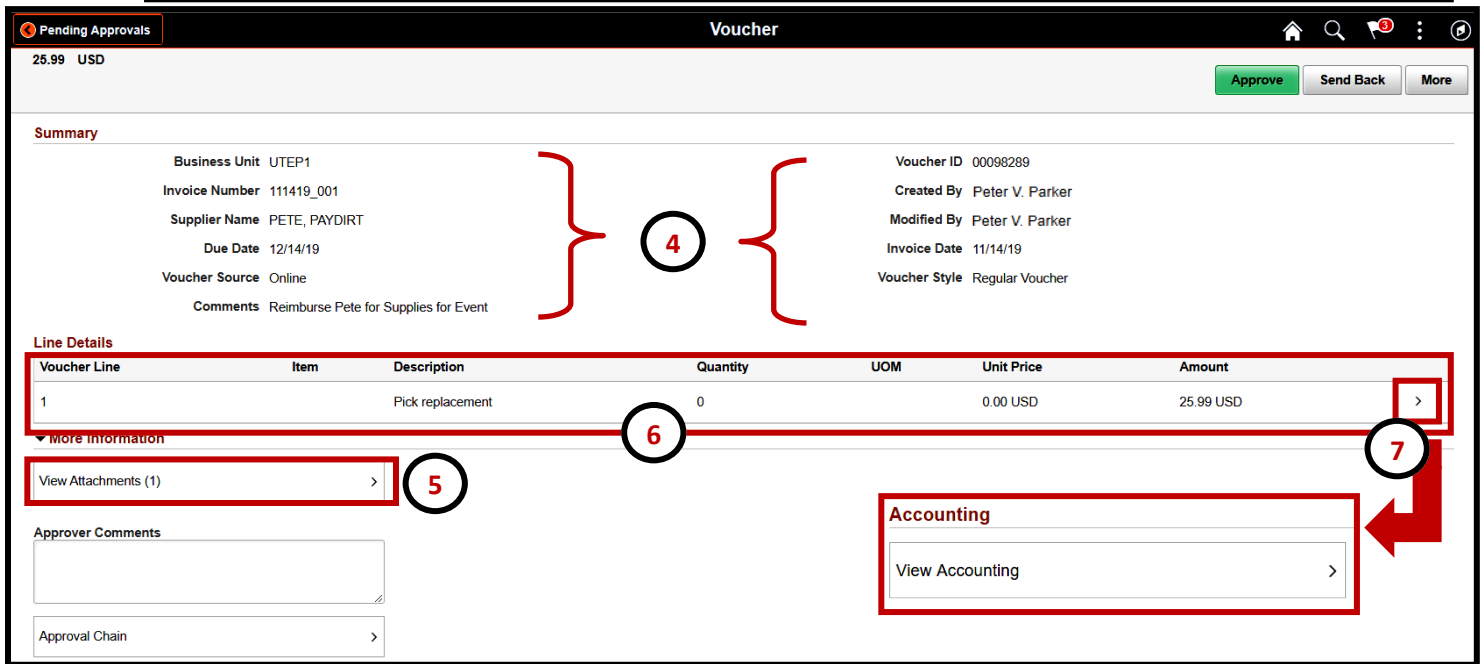 Pending Approvals
Voucher
3
25.99 USD
Approve
Send Back
More
Summary
Business Unit UTEP1
Voucher ID 00098289
Invoice Number 111419_001
Created By Peter V. Parker
Supplier Name PETE, PAYDIRT
Modified By Peter V. Parker
4
Due Date 12/14/19
Invoice Date 11/14/19
Voucher Source Online
Voucher Style Regular Voucher
Comments Reimburse Pete for Supplies for Event
Line Details
Voucher Line Item Description Quantity UOM Unit Price Amount
1 Pick replacement 0 0.00 USD 25.99 USD
6
7
More Information
View Attachments (1)
5
Accounting
View Accounting
Approver Comments
Approval Chain